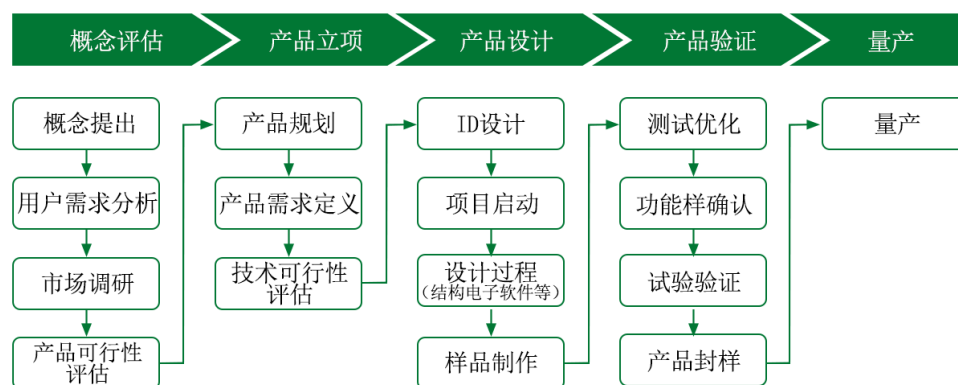 概念评估
产品立项
产品设计
产品验证
量产
概念提出
用户需求分析
市场调研
产品可行性
评估
产品规划
产品需求定义
技术可行性
评估
ID设计
项目启动
设计过程
(结构电子软件等)
样品制作
测试优化
功能样确认
试验验证
产品封样
量产